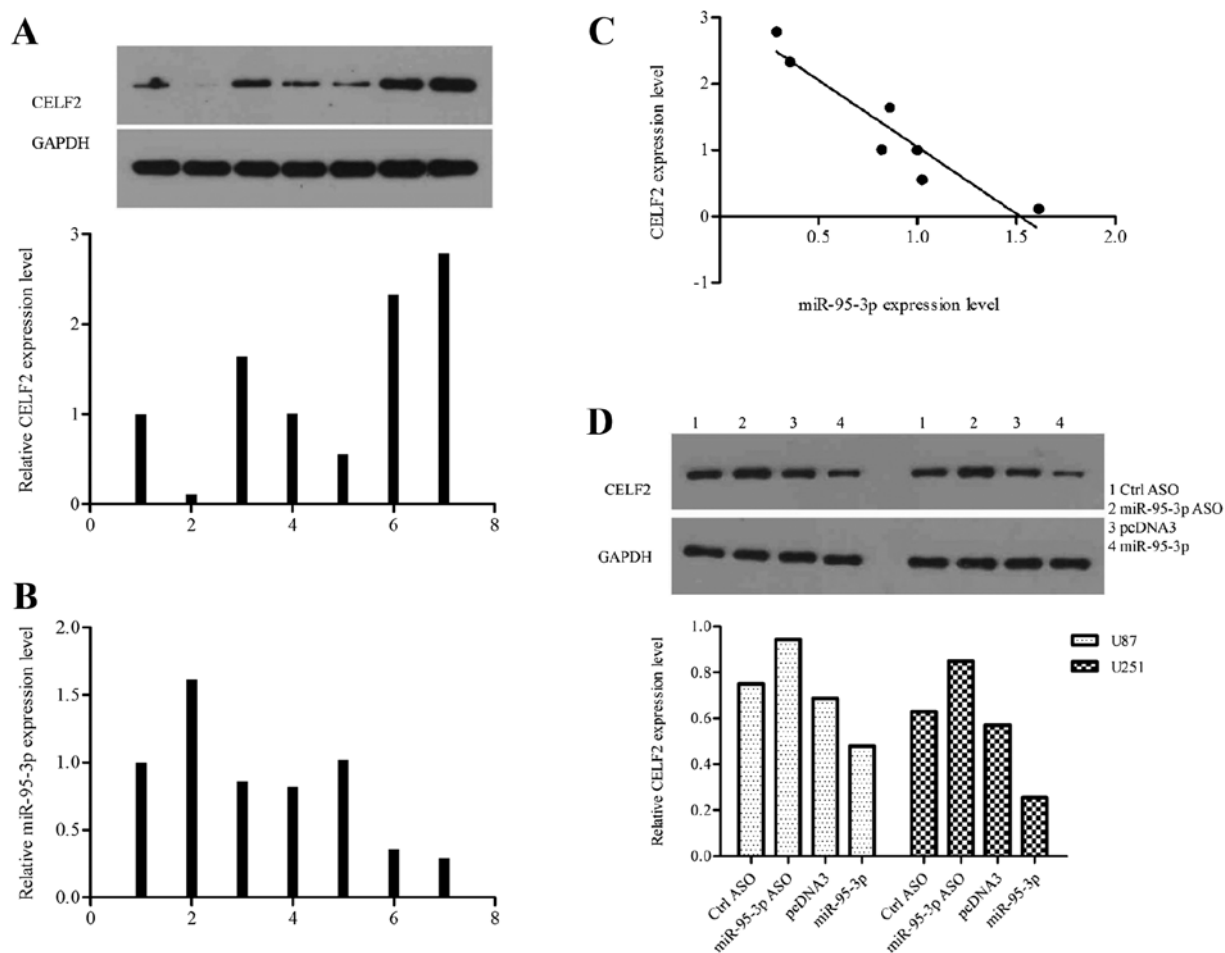 A
CELF2
GAPDH
Relative CELF2 expression level
3
2
1
0
0 2 4 6 8
B
Relative miR-95-3p expression level
2.0
1.5
1.0
0.5
0.0
0 2 4 6 8
C
CELF2 expression level
3
2
1
0
-1
0.5 1.0 1.5 2.0
miR-95-3p expression level
D
1 2 3 4 1 2 3 4
CELF2
GAPDH
1 Ctrl ASO
2 miR-95-3p ASO
3 pcDNA3
4 miR-95-3p
Relative CELF2 expression level
1.0
0.8
0.6
0.4
0.2
0.0
U87
U251
Ctrl ASO
miR-95-3p ASO
pcDNA3
miR-95-3p
Ctrl ASO
miR-95-3p ASO
pcDNA3
miR-95-3p